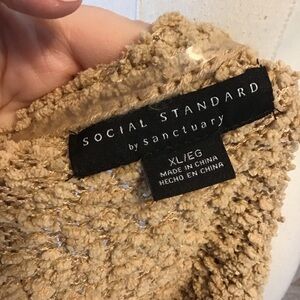 SOCIAL STANDARD
by sanctuary
XL/EG
MADE IN CHINA
HECHO EN CHINA